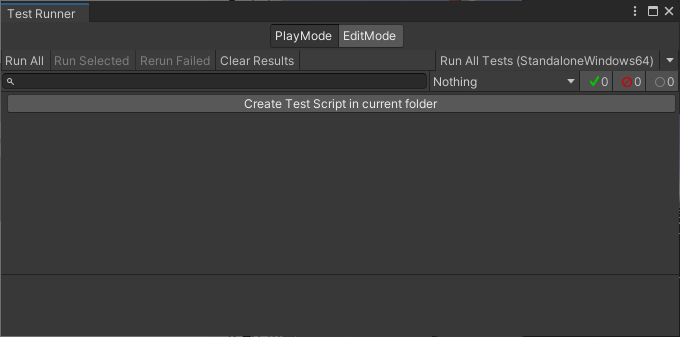 Test Runner
PlayMode EditMode
Run All Run Selected Rerun Failed Clear Results Run All Tests (StandaloneWindows64)
Nothing 0 0 0
Create Test Script in current folder